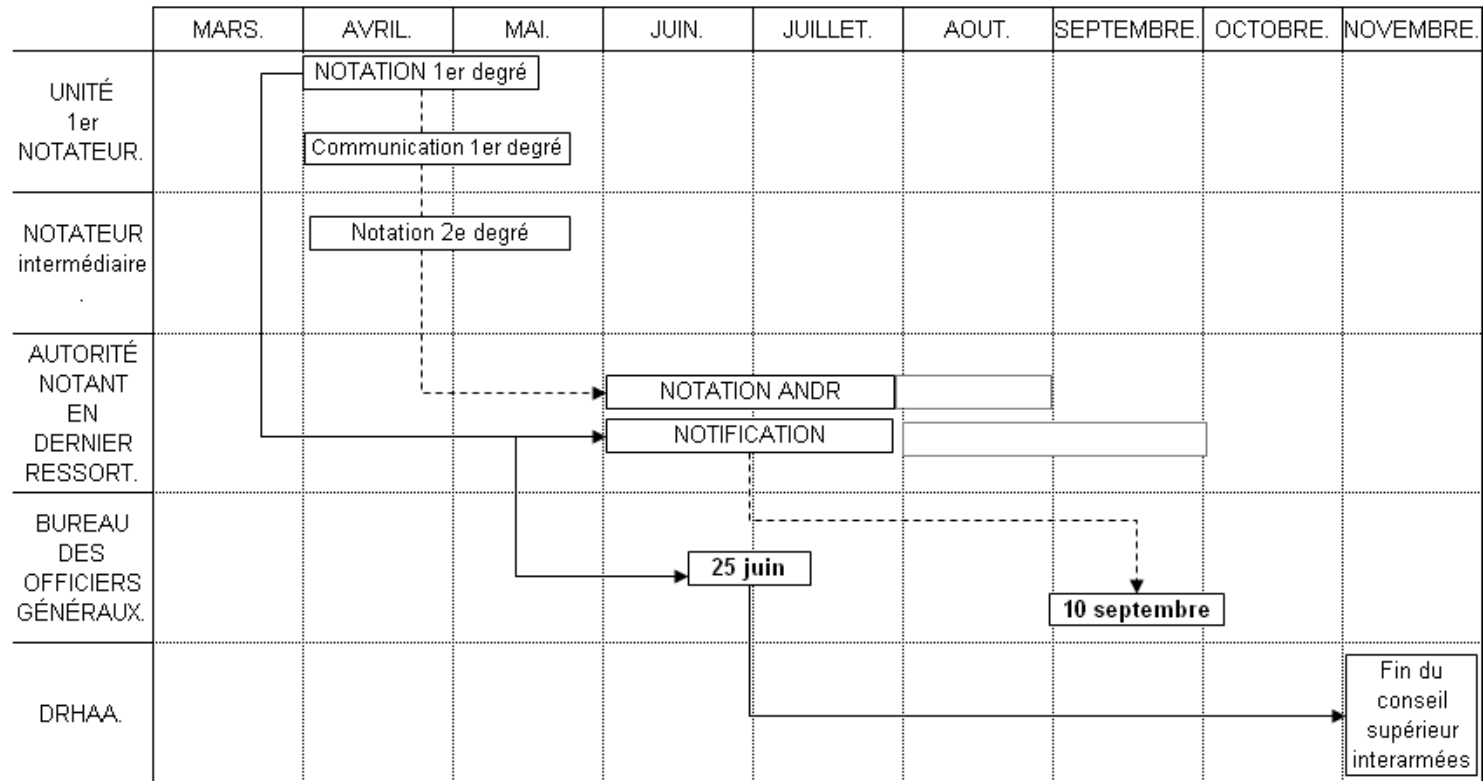 MARS. AVRIL. MAI. JUIN. JUILLET. AOUT. SEPTEMBRE. OCTOBRE. NOVEMBRE.
UNITÉ
1er
NOTATEUR.
NOTATION 1er degré
Communication 1er degré
NOTATEUR
intermédiaire
.
Notation 2e degré
AUTORITÉ
NOTANT
EN
DERNIER
RESSORT.
NOTATION ANDR
NOTIFICATION
BUREAU
DES
OFFICIERS
GÉNÉRAUX.
25 juin
10 septembre
DRHAA.
Fin du
conseil
supérieur
interarmées